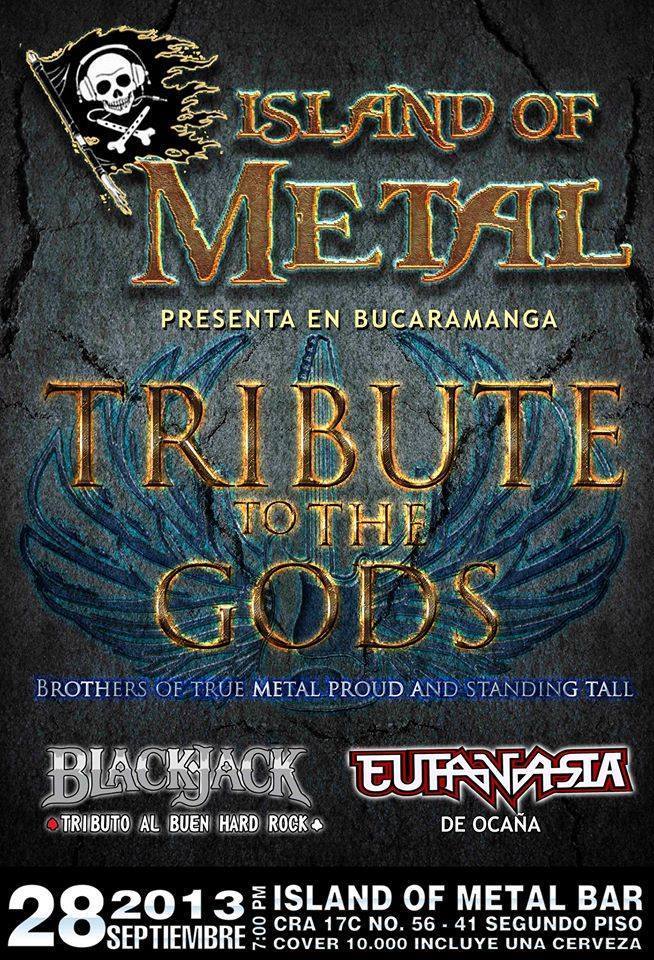 ISLAND OF
METAL
PRESENTA EN BUCARAMANGA
TRIBUTE
TO THE
GODS
BROTHERS OF TRUE METAL PROUD AND STANDING TALL
BLACKJACK
TRIBUTO AL BUEN HARD ROCK
EUTANASIA
DE OCAÑA
28 2013
SEPTIEMBRE
7:00 PM
ISLAND OF METAL BAR
CRA 17C NO. 56 - 41 SEGUNDO PISO
COVER 10.000 INCLUYE UNA CERVEZA